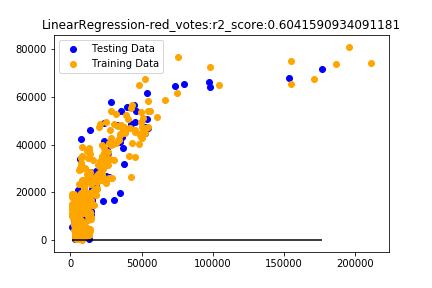 LinearRegression-red_votes:r2_score:0.6041590934091181
Testing Data
Training Data
80000
60000
40000
20000
0
0 50000 100000 150000 200000